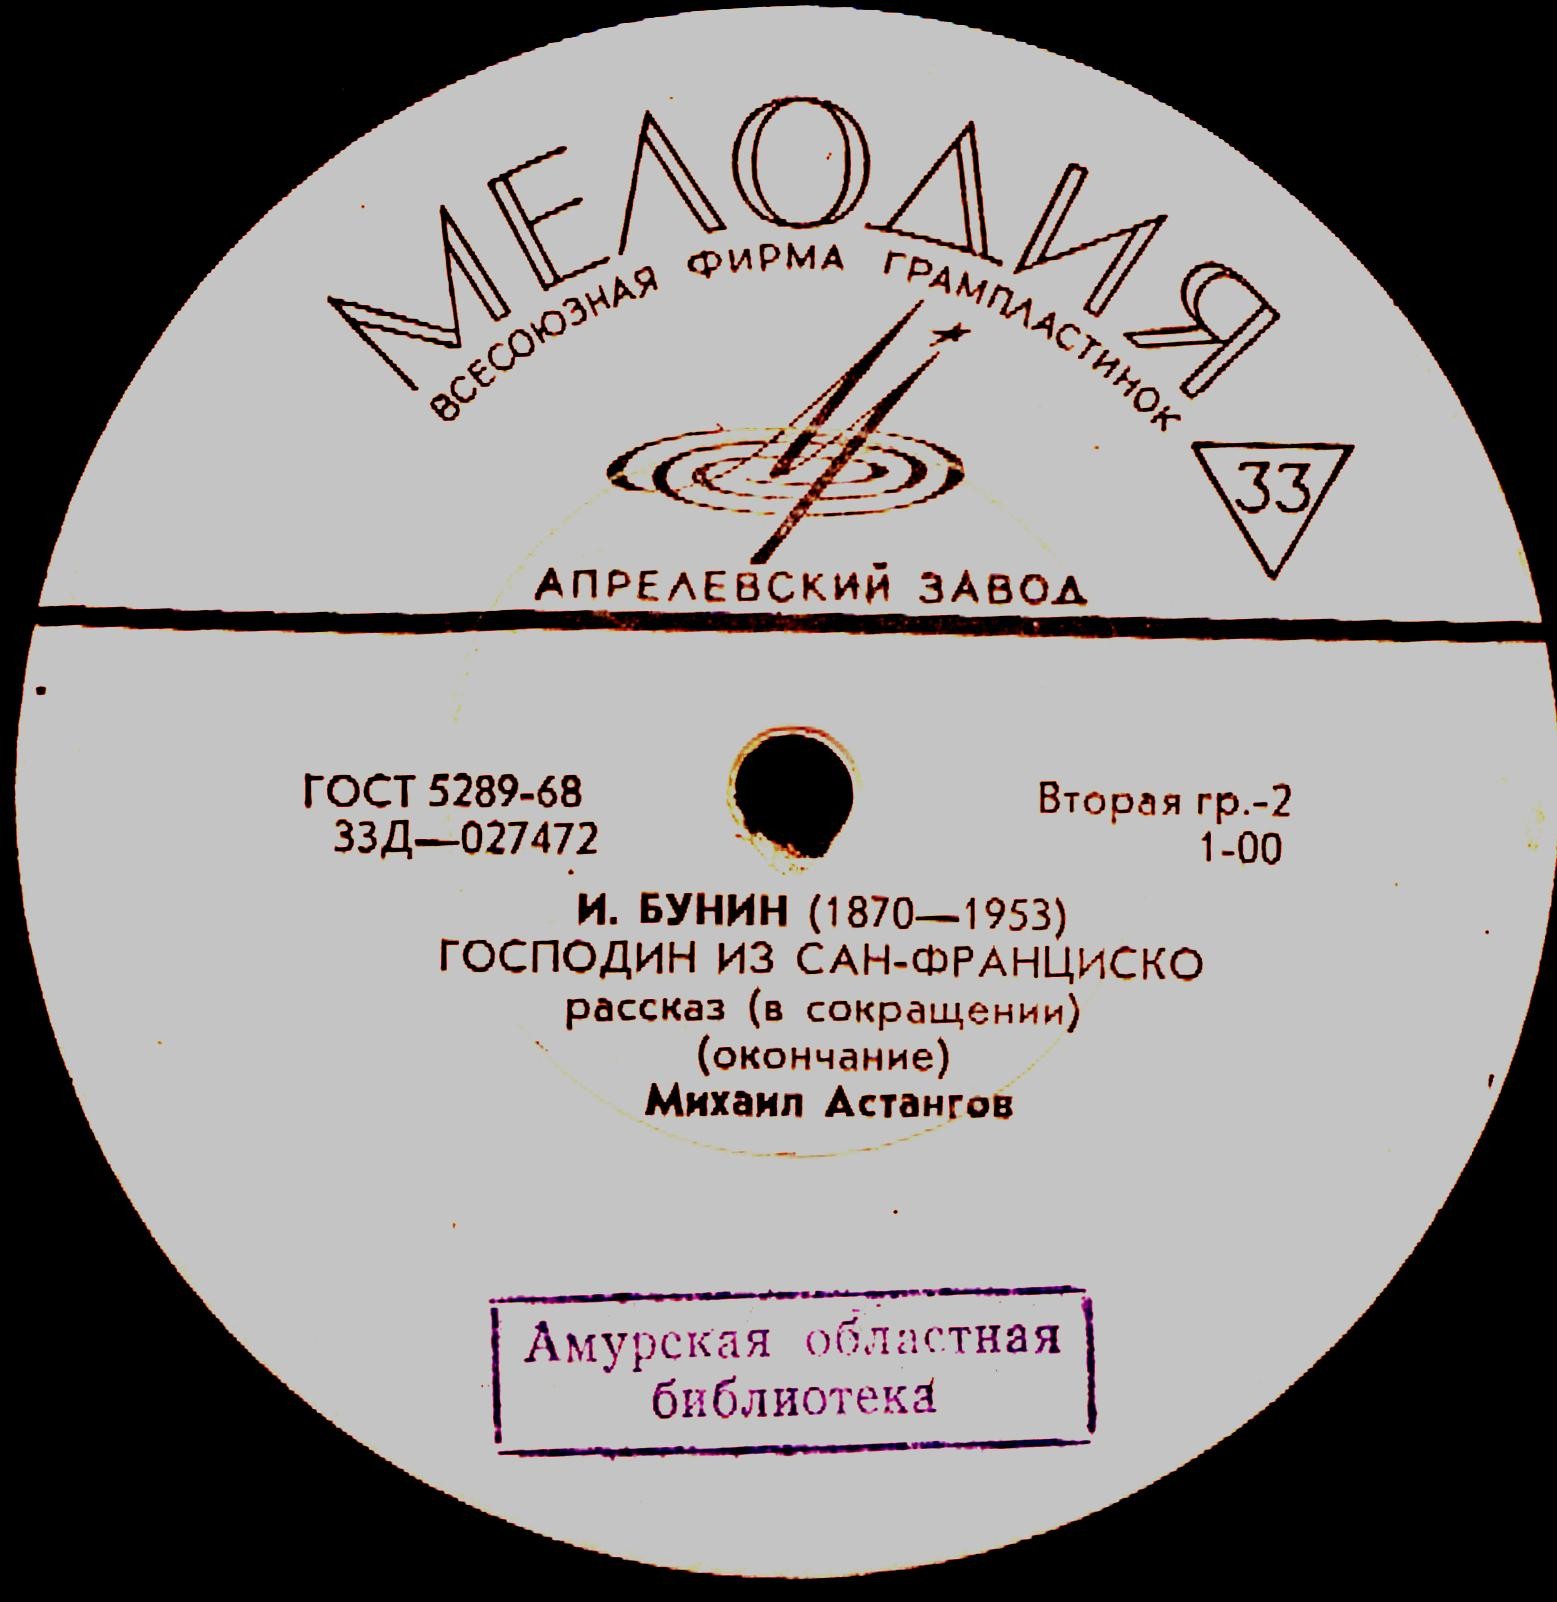 МЕЛОДИЯ
ВСЕСОЮЗНАЯ ФИРМА ГРАМПЛАСТИНОК
33
АПРЕЛЕВСКИЙ ЗАВОД
ГОСТ 5289-68
Вторая гр.-2
33Д—027472
1-00
И. БУНИН (1870—1953)
ГОСПОДИН ИЗ САН-ФРАНЦИСКО
рассказ (в сокращении)
(окончание)
Михаил Астангов
Амурская областная
библиотека